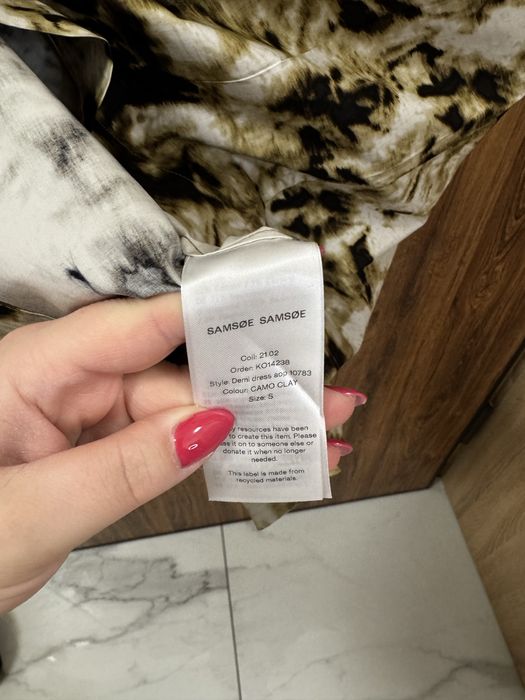 SAMSØE SAMSØE
Coll: 21.02
Order: KO14238
Style: Demi dress aop 10783
Colour: CAMO CLAY
Size: S
resources have been
to create this item. Please
it on to someone else or
donate it when no longer
needed.
This label is made from
recycled materials.